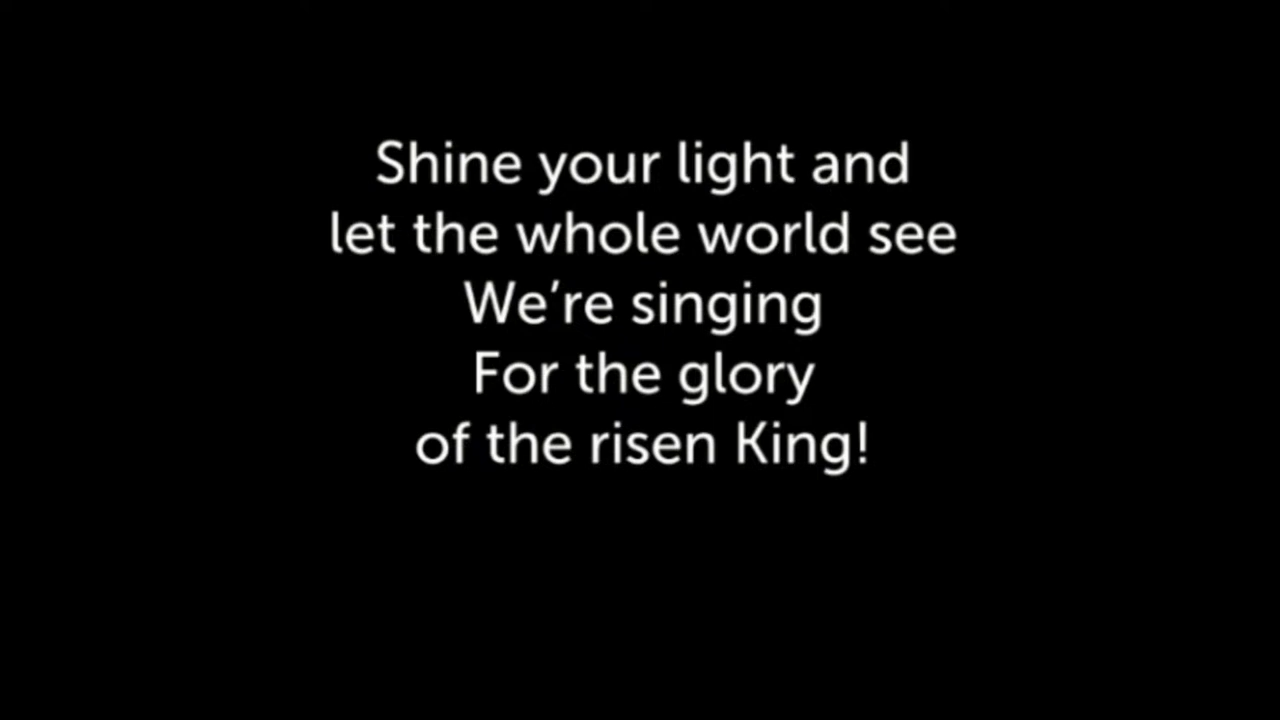 Shine your light and
let the whole world see
We’re singing
For the glory
of the risen King!